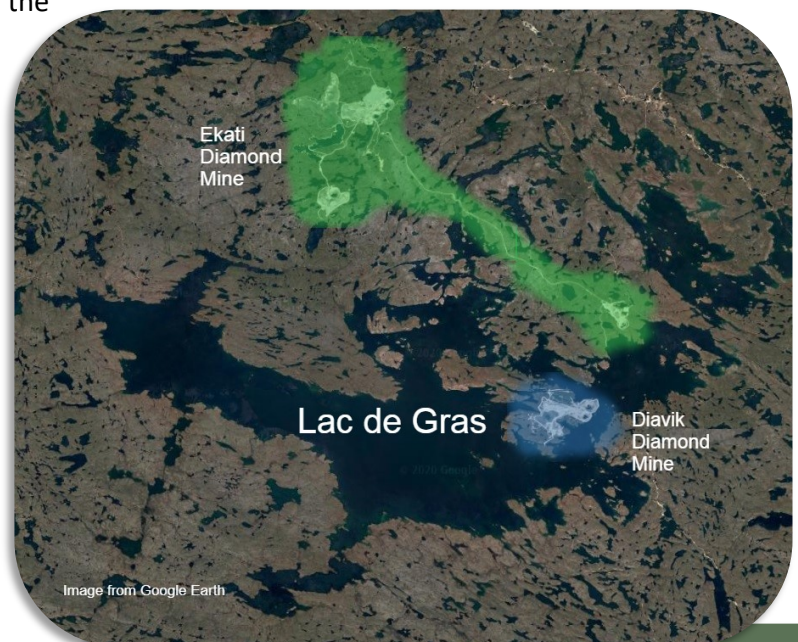 the
Ekati
Diamond
Mine
Lac de Gras
Diavik
Diamond
Mine
© 2020 Google
Image from Google Earth